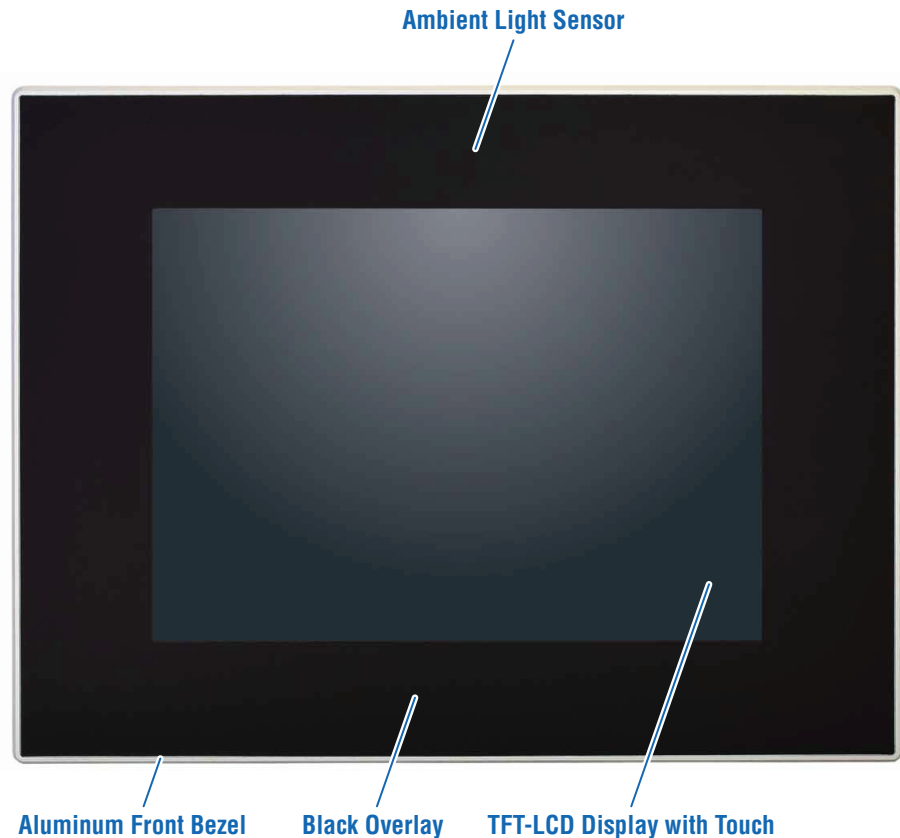 Ambient Light Sensor
Aluminum Front Bezel
Black Overlay
TFT-LCD Display with Touch